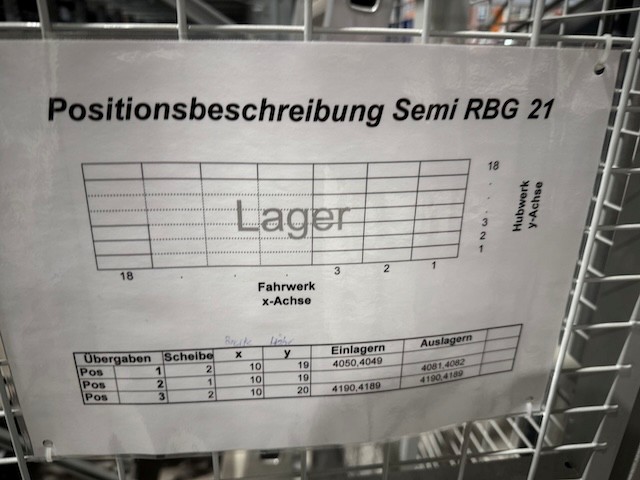 Positionsbeschreibung Semi RBG 21
18
.
.
3
2
1
Hubwerk
y-Achse
Lager
18 . . . 3 2 1
Fahrwerk
x-Achse
Breite Höhe
Übergaben Scheibe x y Einlagern Auslagern
Pos 1 2 10 19 4050,4049
Pos 2 1 10 19 4081,4082
Pos 3 2 10 20 4190,4189 4190,4189